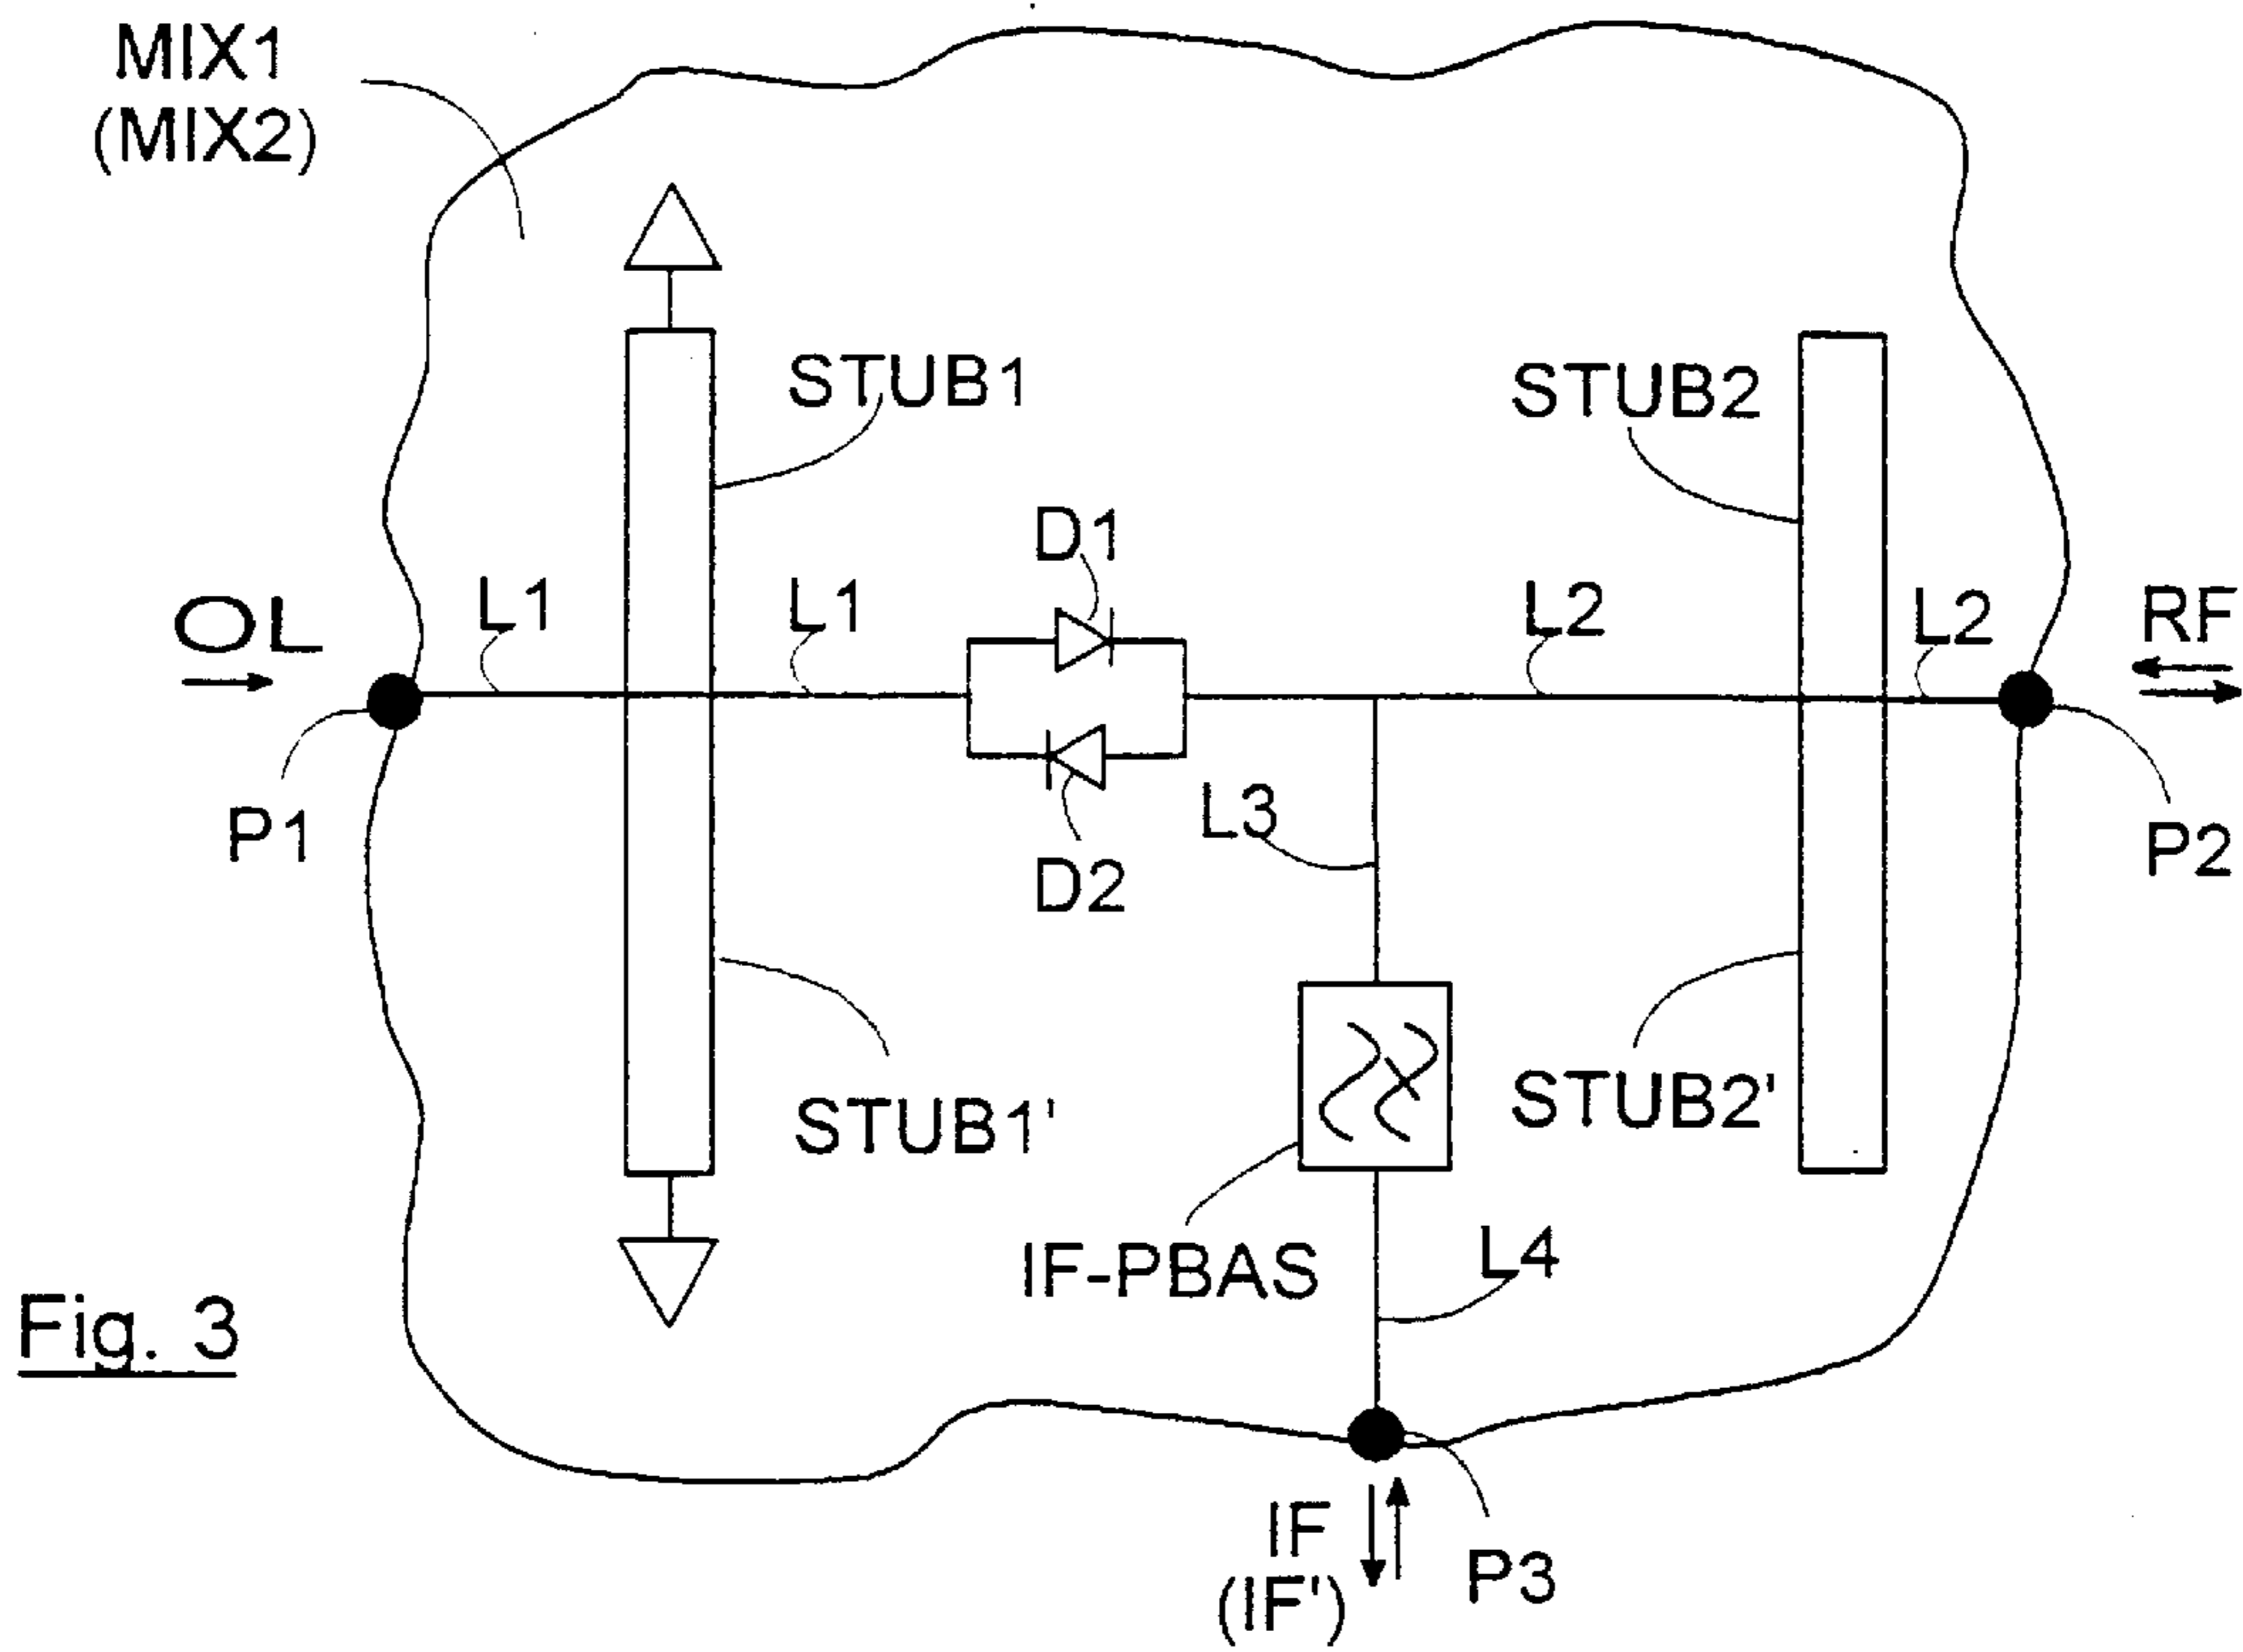 MIX1
(MIX2)
STUB1
STUB2
D1
OL
L1
L1
L2
L2
RF
P1
L3
P2
D2
STUB1'
STUB2'
IF-PBAS
L4
Fig. 3
IF
(IF')
P3